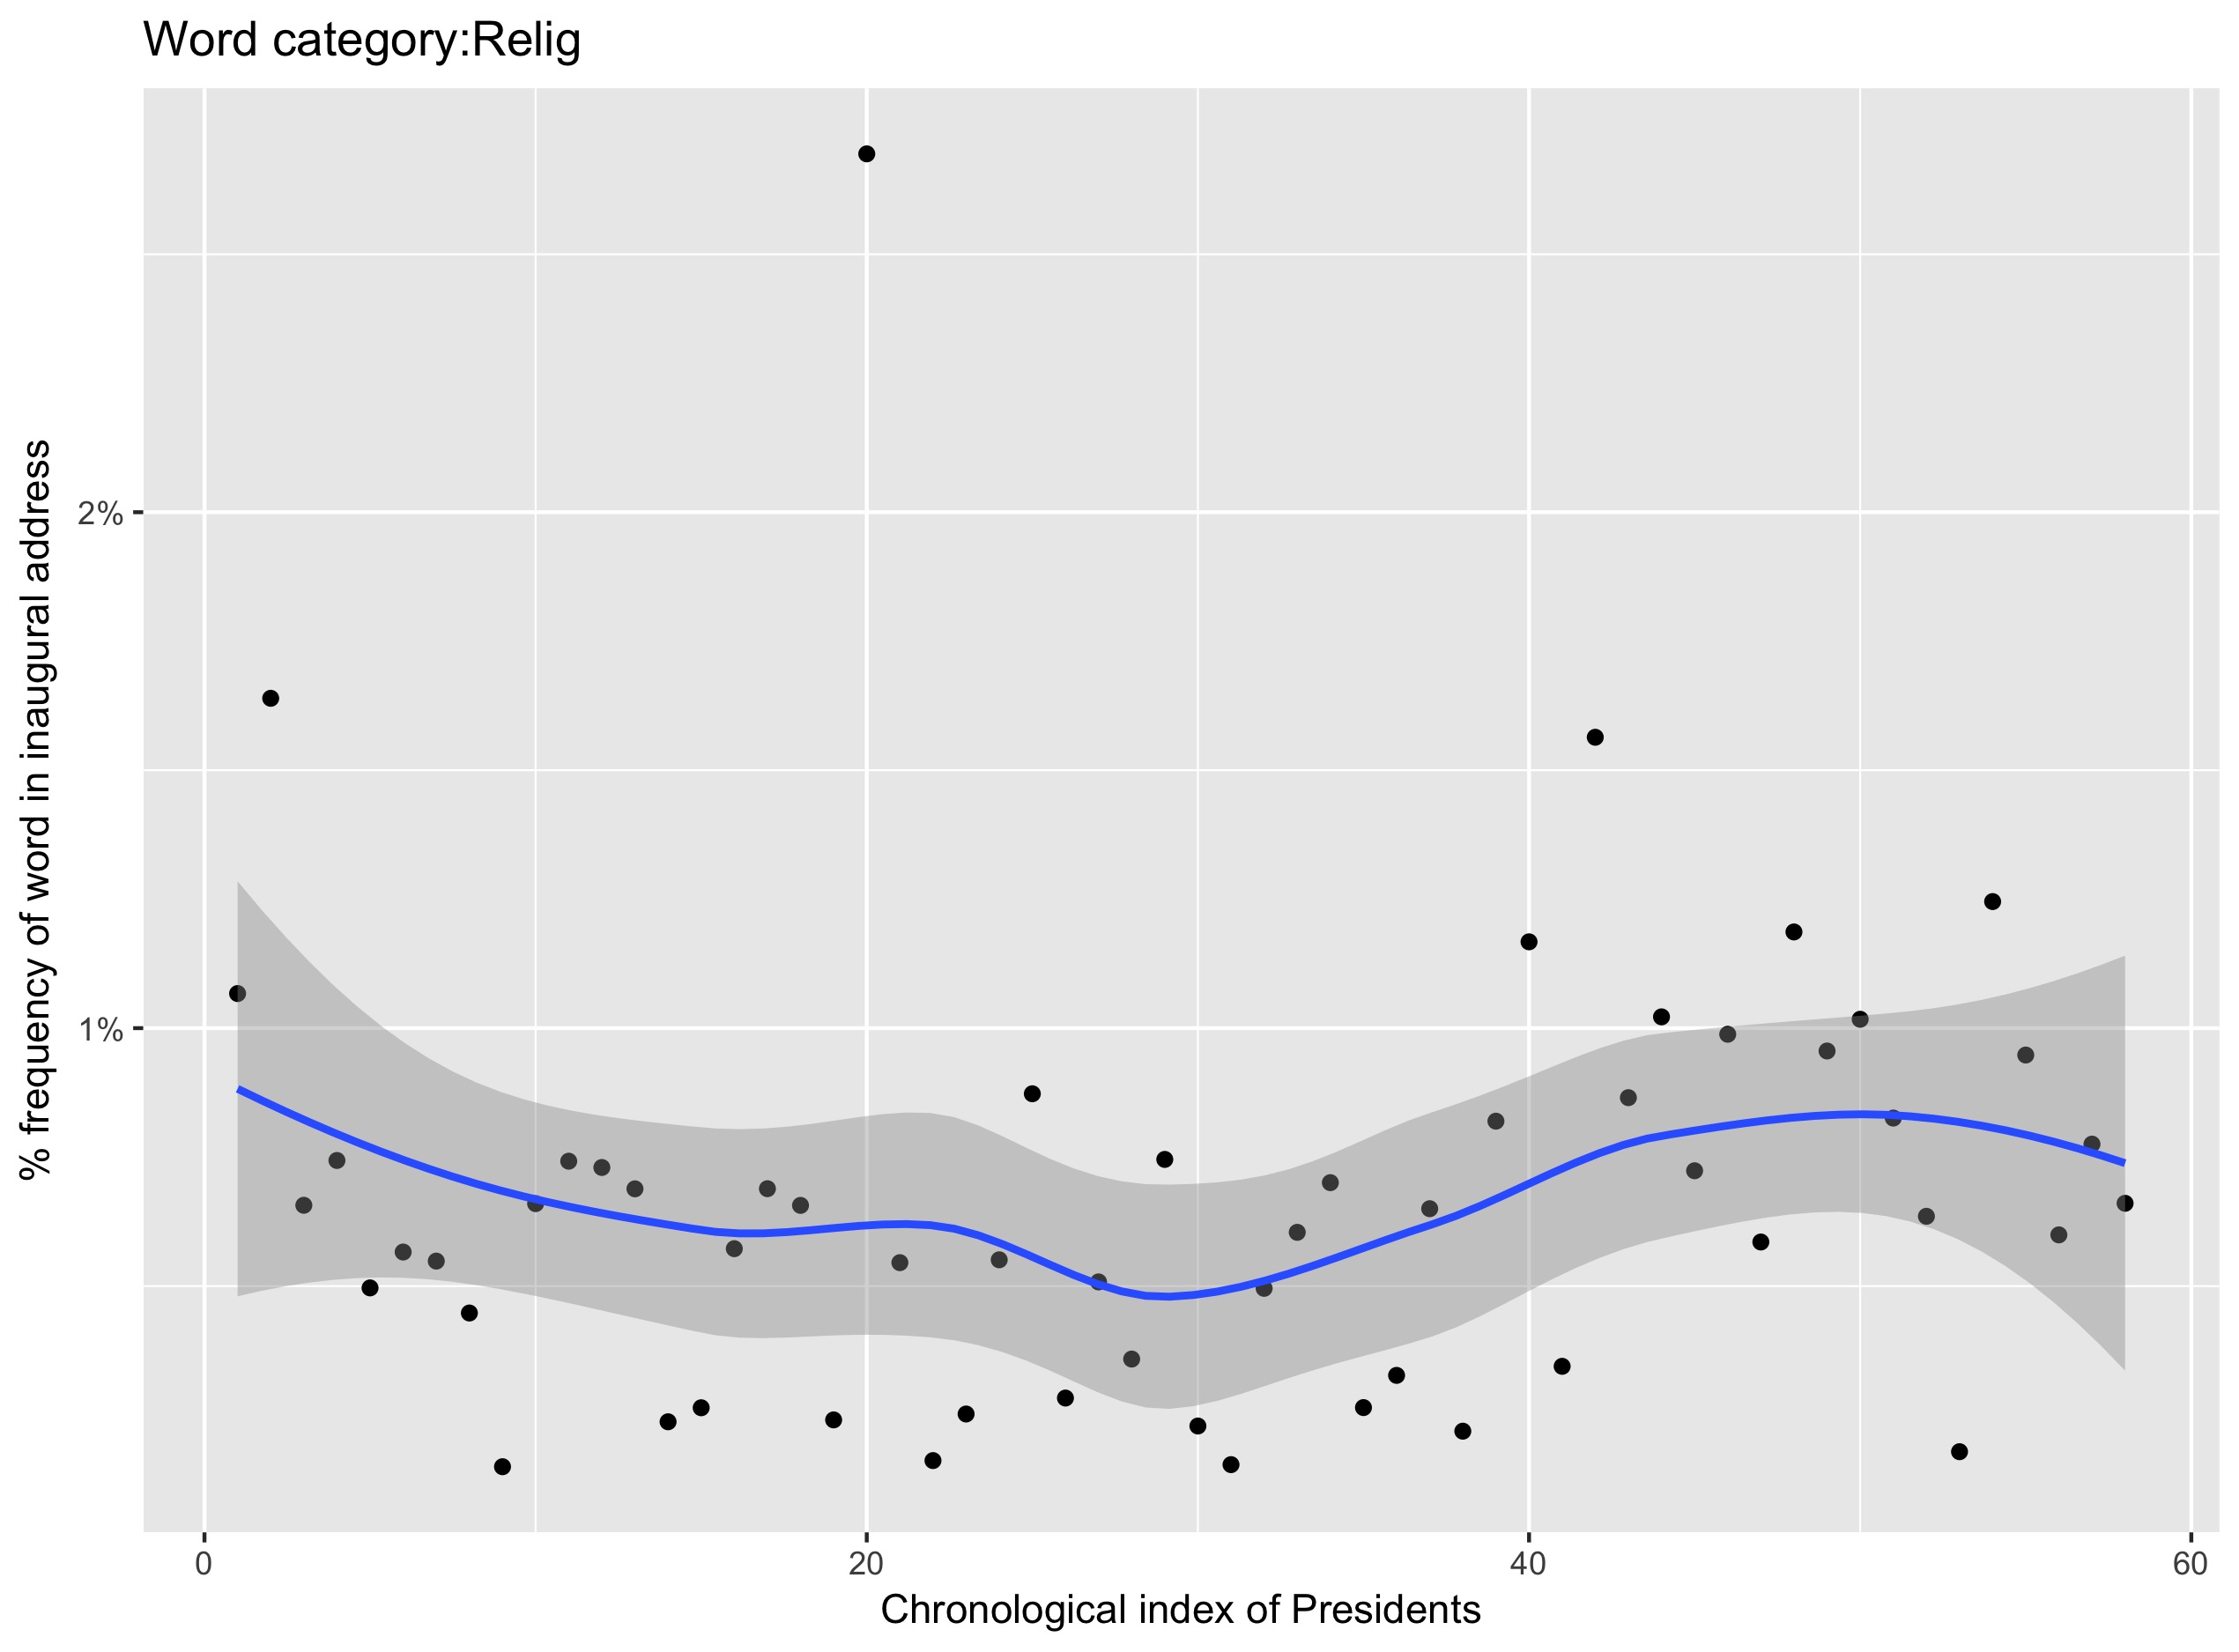 Word category:Relig
% frequency of word in inaugural address
2%
1%
0
20
40
60
Chronological index of Presidents